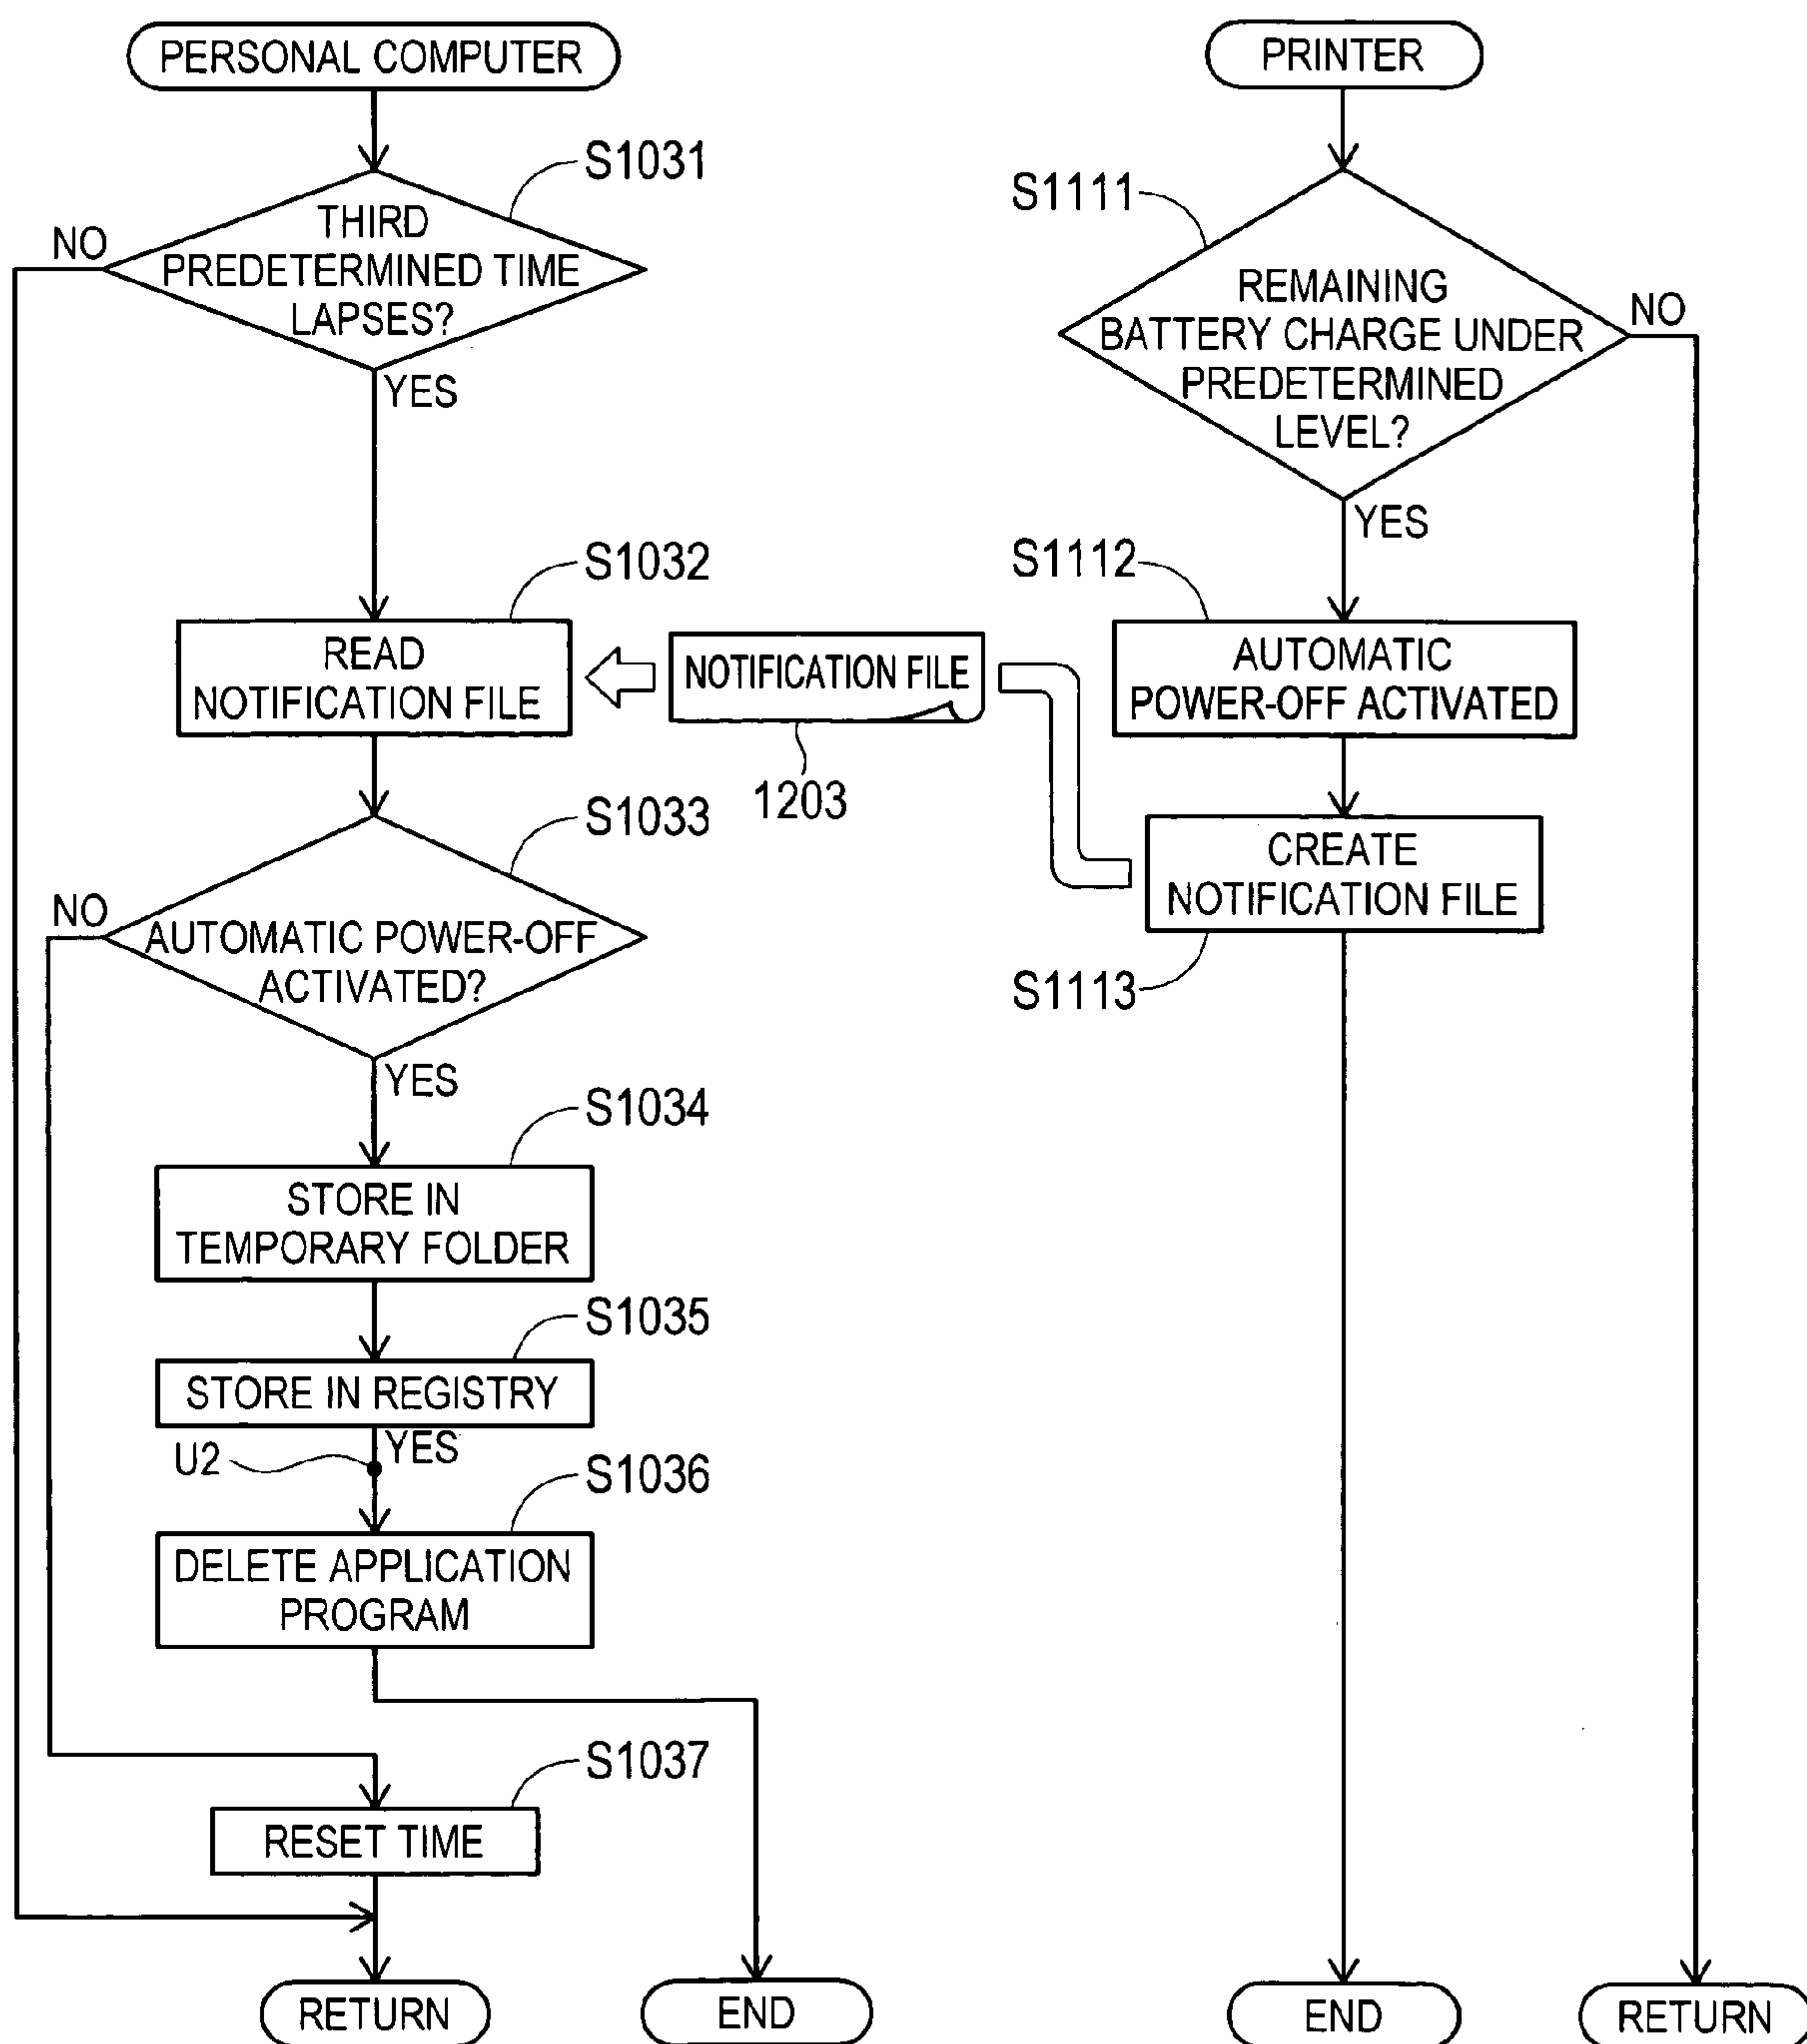 PERSONAL COMPUTER
S1031
THIRD
PREDETERMINED TIME
LAPSES?
NO
YES
S1032
READ
NOTIFICATION FILE
NOTIFICATION FILE
1203
S1033
NO
AUTOMATIC POWER-OFF
ACTIVATED?
YES
S1034
STORE IN
TEMPORARY FOLDER
S1035
STORE IN REGISTRY
YES
U2
S1036
DELETE APPLICATION
PROGRAM
S1037
RESET TIME
RETURN
END
PRINTER
S1111
REMAINING
BATTERY CHARGE UNDER
PREDETERMINED
LEVEL?
NO
YES
S1112
AUTOMATIC
POWER-OFF ACTIVATED
CREATE
NOTIFICATION FILE
S1113
END
RETURN